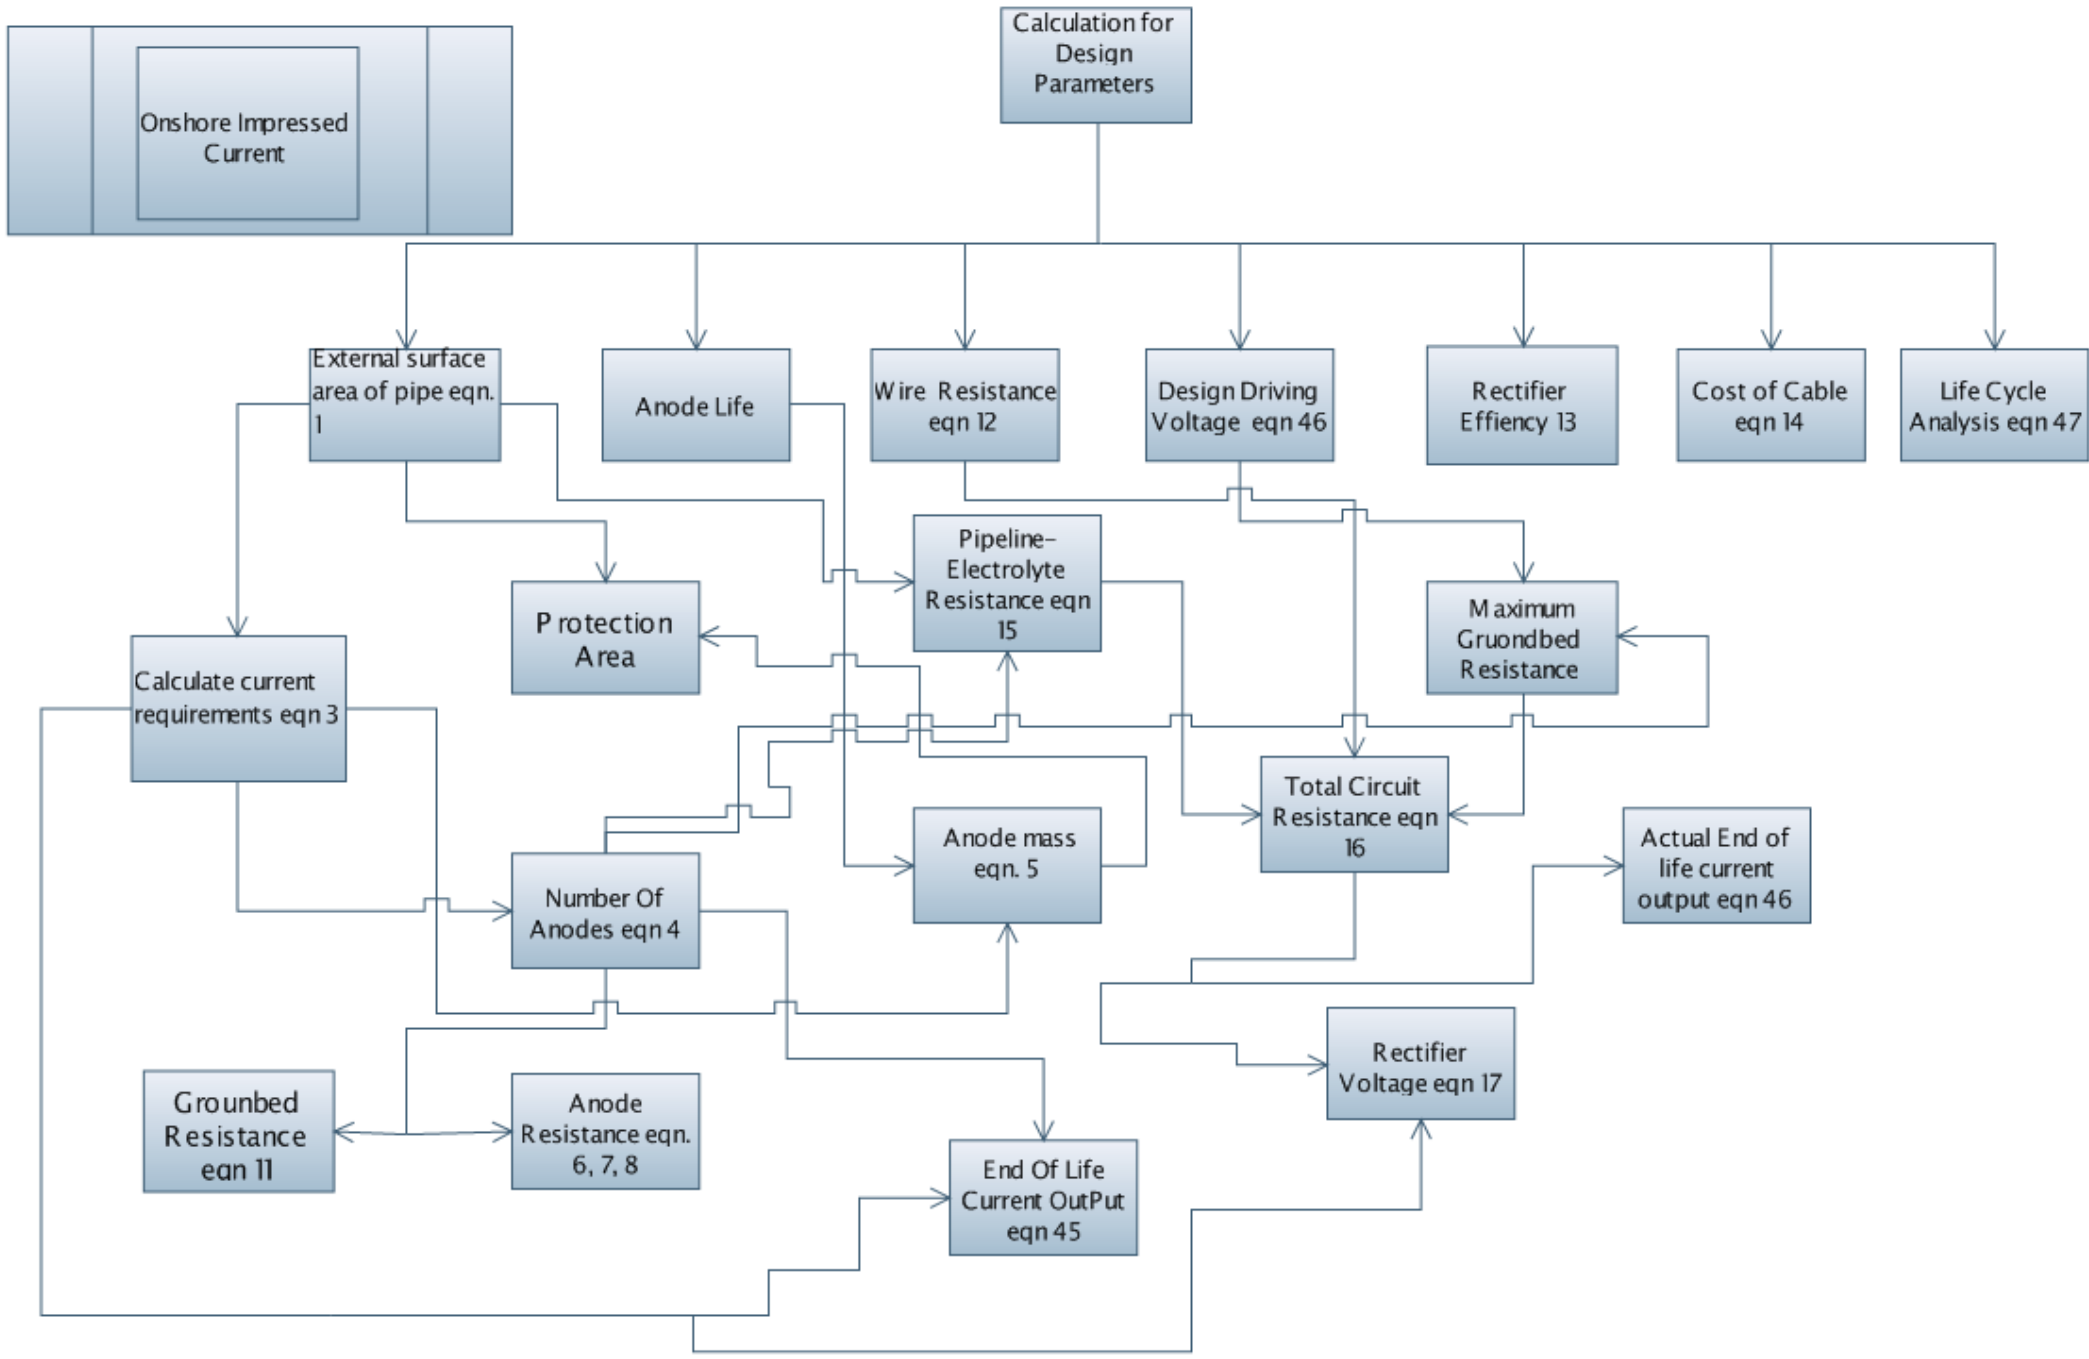 Calculation for
Design
Parameters
Onshore Impressed
Current
External surface
area of pipe eqn.
1
Anode Life
Wire Resistance
eqn 12
Design Driving
Voltage eqn 46
Rectifier
Effiency 13
Cost of Cable
eqn 14
Life Cycle
Analysis eqn 47
Pipeline-
Electrolyte
Resistance eqn
15
Protection
Area
Maximum
Gruondbed
Resistance
Calculate current
requirements eqn 3
Total Circuit
Resistance eqn
16
Anode mass
eqn. 5
Actual End of
life current
output eqn 46
Number Of
Anodes eqn 4
Rectifier
Voltage eqn 17
Grounbed
Resistance
eqn 11
Anode
Resistance eqn.
6, 7, 8
End Of Life
Current OutPut
eqn 45